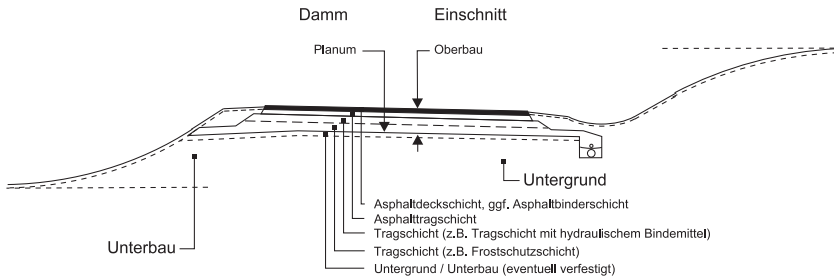 Damm
Einschnitt
Planum
Oberbau
Untergrund
Asphaltdeckschicht, ggf. Asphaltbinderschicht
Asphalttragschicht
Tragschicht (z.B. Tragschicht mit hydraulischem Bindemittel)
Unterbau
Tragschicht (z.B. Frostschutzschicht)
Untergrund / Unterbau (eventuell verfestigt)